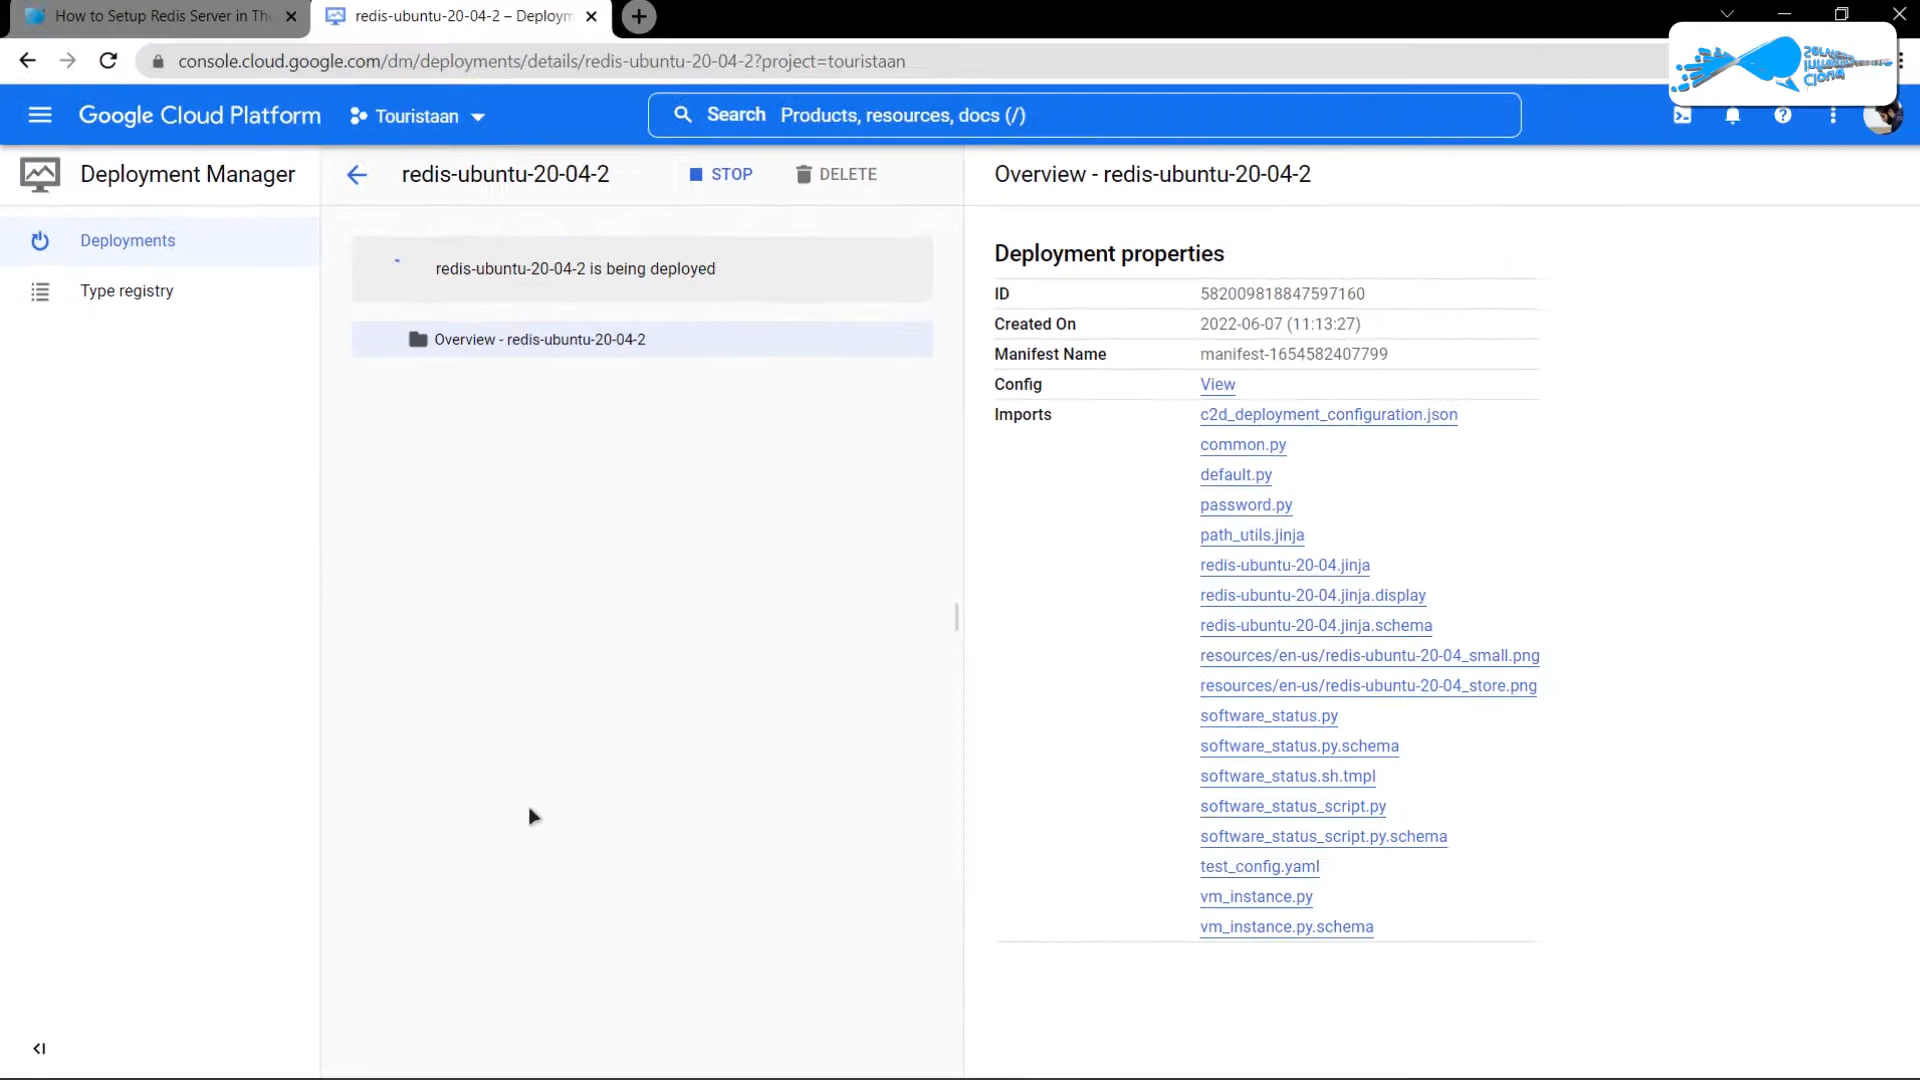 How to Setup Redis Server in Th
redis-ubuntu-20-04-2 – Deploym
console.cloud.google.com/dm/deployments/details/redis-ubuntu-20-04-2?project=touristaan
Google Cloud Platform
Touristaan
Search Products, resources, docs (/)
Deployment Manager
redis-ubuntu-20-04-2
STOP
DELETE
Overview - redis-ubuntu-20-04-2
Deployments
Type registry
redis-ubuntu-20-04-2 is being deployed
Overview - redis-ubuntu-20-04-2
Deployment properties
ID 582009818847597160
Created On 2022-06-07 (11:13:27)
Manifest Name manifest-1654582407799
Config View
Imports c2d_deployment_configuration.json
common.py
default.py
password.py
path_utils.jinja
redis-ubuntu-20-04.jinja
redis-ubuntu-20-04.jinja.display
redis-ubuntu-20-04.jinja.schema
resources/en-us/redis-ubuntu-20-04_small.png
resources/en-us/redis-ubuntu-20-04_store.png
software_status.py
software_status.py.schema
software_status.sh.tmpl
software_status_script.py
software_status_script.py.schema
test_config.yaml
vm_instance.py
vm_instance.py.schema